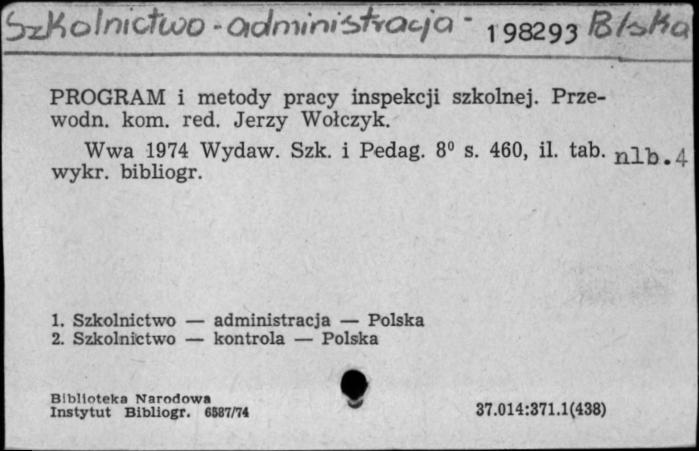 Szkolnictwo - administracja - 198293 Polska
PROGRAM i metody pracy inspekcji szkolnej. Prze-
wodn. kom. red. Jerzy Wołczyk.
Wwa 1974 Wydaw. Szk. i Pedag. 8⁰ s. 460, il. tab. nlb. 4
wykr. bibliogr.
1. Szkolnictwo — administracja — Polska
2. Szkolnictwo — kontrola — Polska
Biblioteka Narodowa
Instytut Bibliogr. 6587/74
37.014:371.1(438)